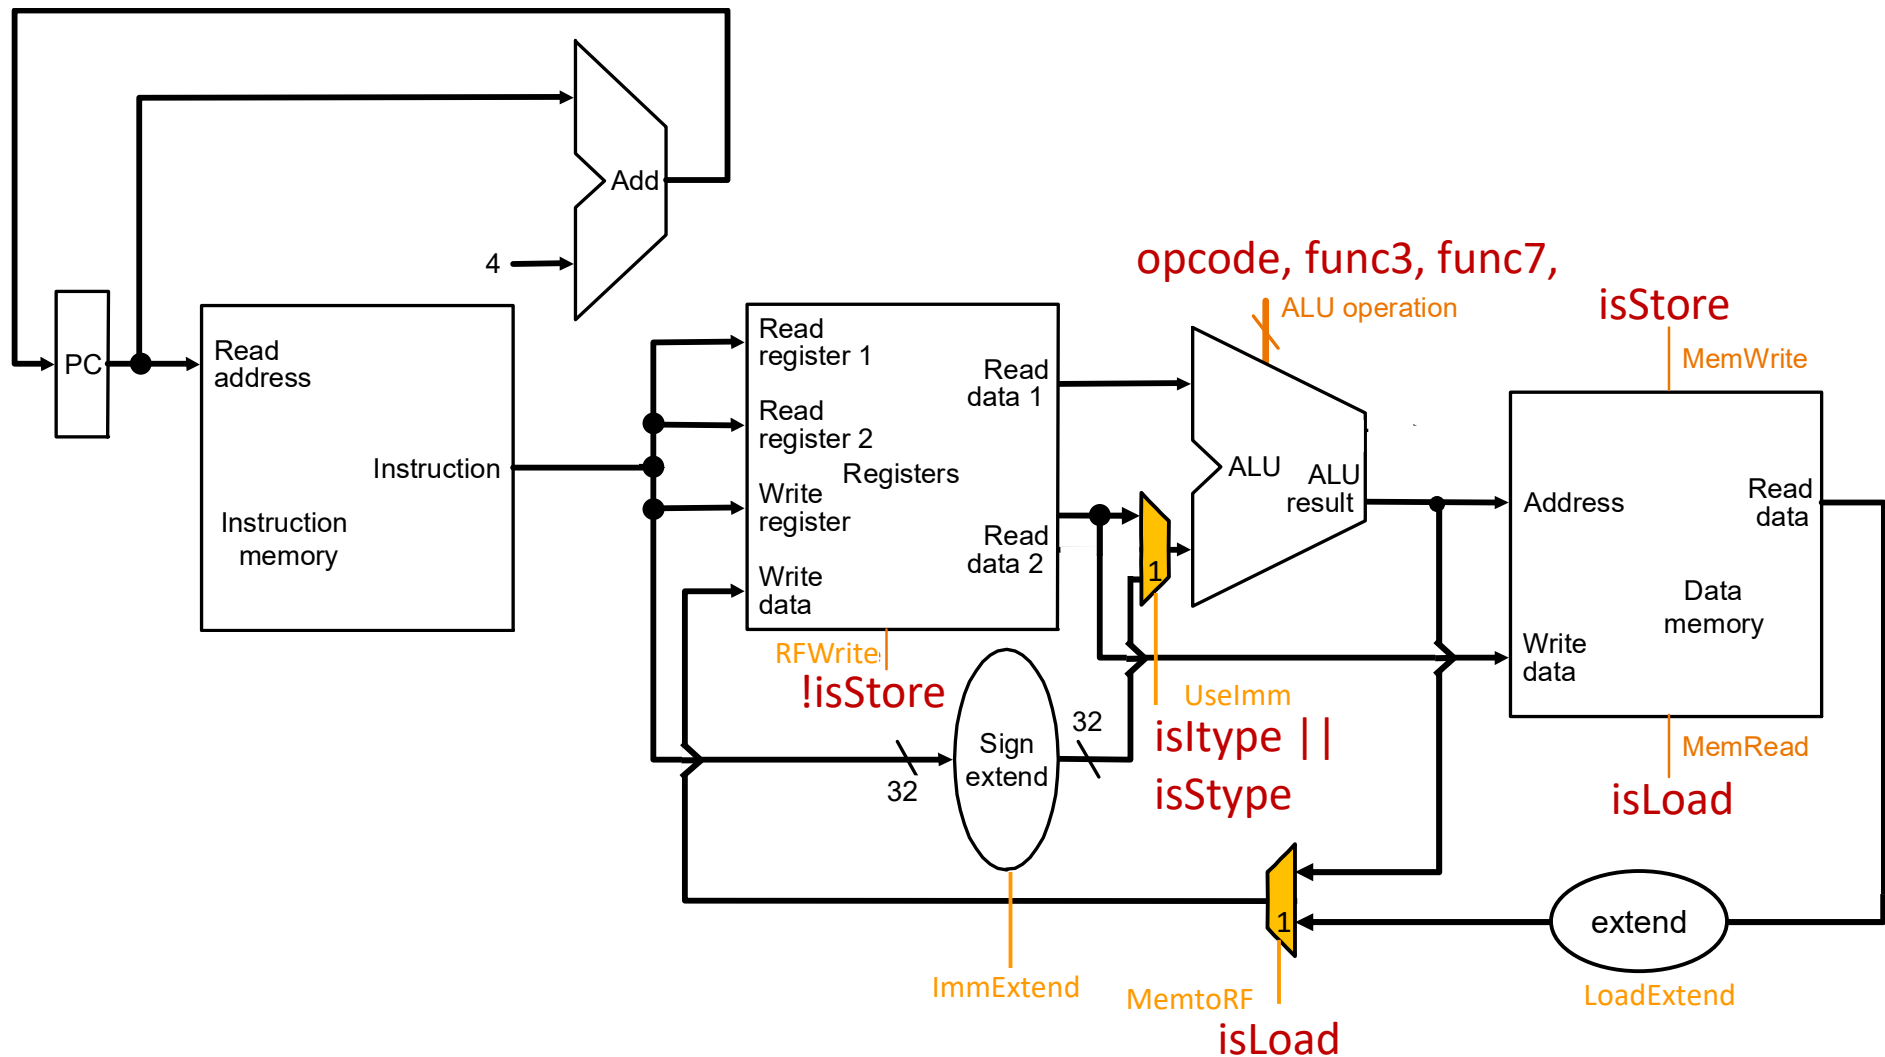 Add
4
opcode, func3, func7,
ALU operation
isStore
MemWrite
PC
Read
address
Instruction
Instruction
memory
Read
register 1
Read
register 2
Registers
Write
register
Write
data
Read
data 1
Read
data 2
RFWrite
!isStore
1
ALU
ALU
result
Address
Read
data
Data
memory
Write
data
UseImm
isItype ||
isStype
MemRead
isLoad
32
Sign
extend
32
ImmExtend
1
MemtoRF
isLoad
extend
LoadExtend